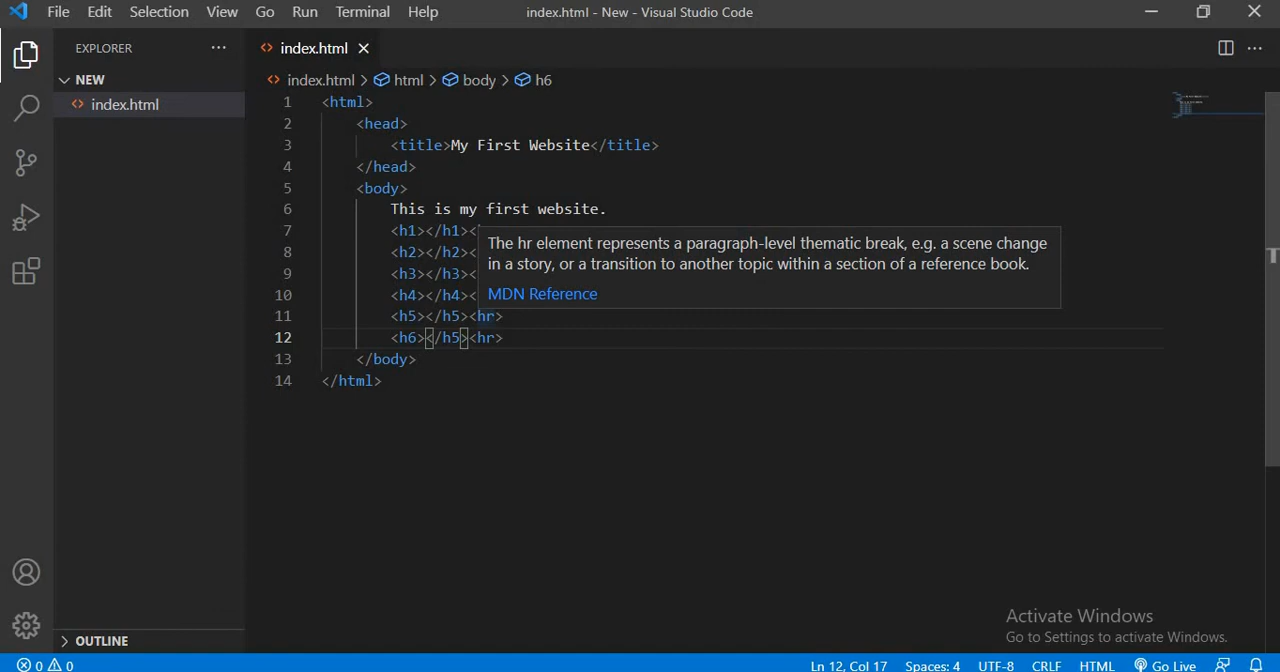 File Edit Selection View Go Run Terminal Help index.html - New - Visual Studio Code
EXPLORER ··· index.html
NEW index.html > html > body > h6
index.html
1 <html>
2 <head>
3 <title>My First Website</title>
4 </head>
5 <body>
6 This is my first website.
7 <h1></h1><
8 <h2></h2><
9 <h3></h3><
10 <h4></h4><
The hr element represents a paragraph-level thematic break, e.g. a scene change
in a story, or a transition to another topic within a section of a reference book.
MDN Reference
11 <h5></h5><hr>
12 <h6></h5><hr>
13 </body>
14 </html>
Activate Windows
Go to Settings to activate Windows.
OUTLINE
0 0 Ln 12, Col 17 Spaces: 4 UTF-8 CRLF HTML Go Live